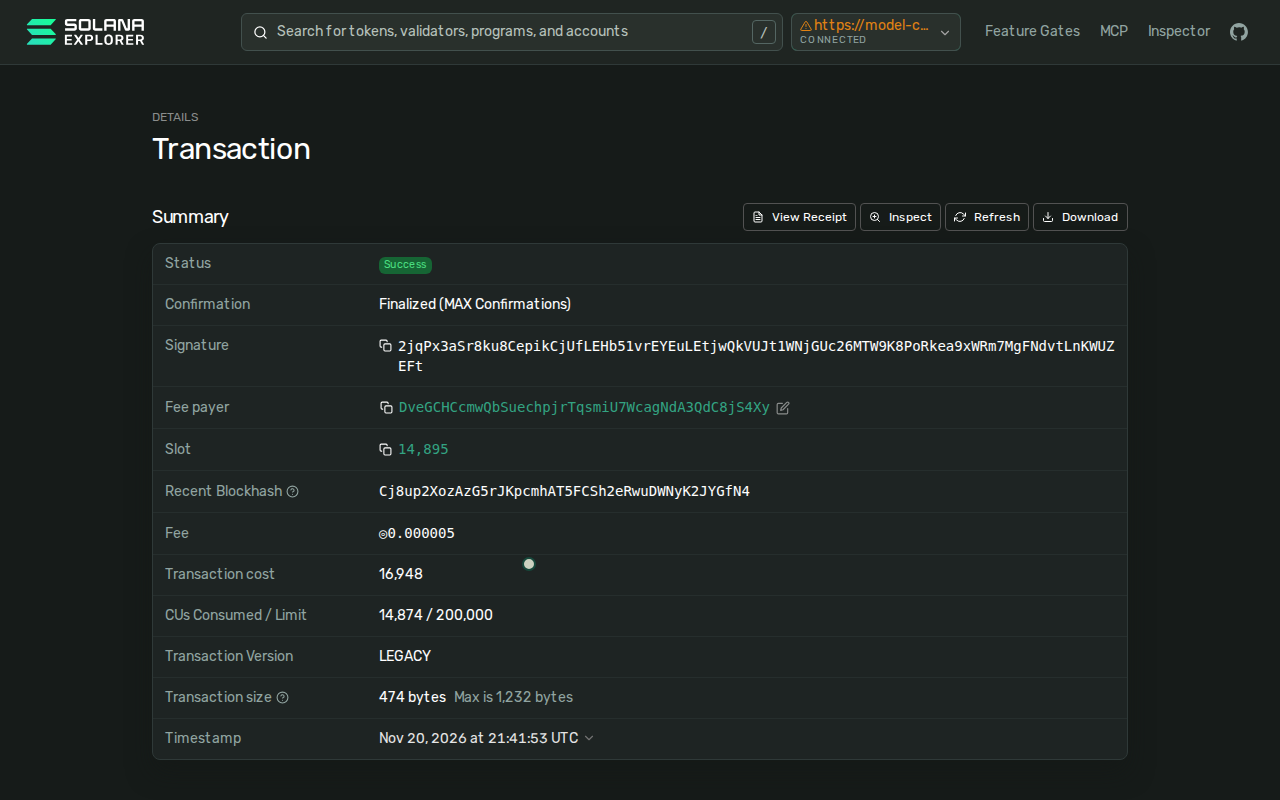 SOLANA
EXPLORER
Search for tokens, validators, programs, and accounts
/
https://model-c…
CONNECTED
Feature Gates
MCP
Inspector
DETAILS
Transaction
Summary
View Receipt
Inspect
Refresh
Download
Status
Success
Confirmation
Finalized (MAX Confirmations)
Signature
2jqPx3aSr8ku8CepikCjUfLEHb51vrEYEuLEtjwQkVUJt1WNjGUc26MTW9K8PoRkea9xWRm7MgFNdvtLnKWUZ
EFt
Fee payer
DveGCHCcmwQbSuechpjrTqsmiU7WcagNdA3QdC8jS4Xy
Slot
14,895
Recent Blockhash
Cj8up2XozAzG5rJKpcmhAT5FCSh2eRwuDWNyK2JYGfN4
Fee
◎0.000005
Transaction cost
16,948
CUs Consumed / Limit
14,874 / 200,000
Transaction Version
LEGACY
Transaction size
474 bytes Max is 1,232 bytes
Timestamp
Nov 20, 2026 at 21:41:53 UTC